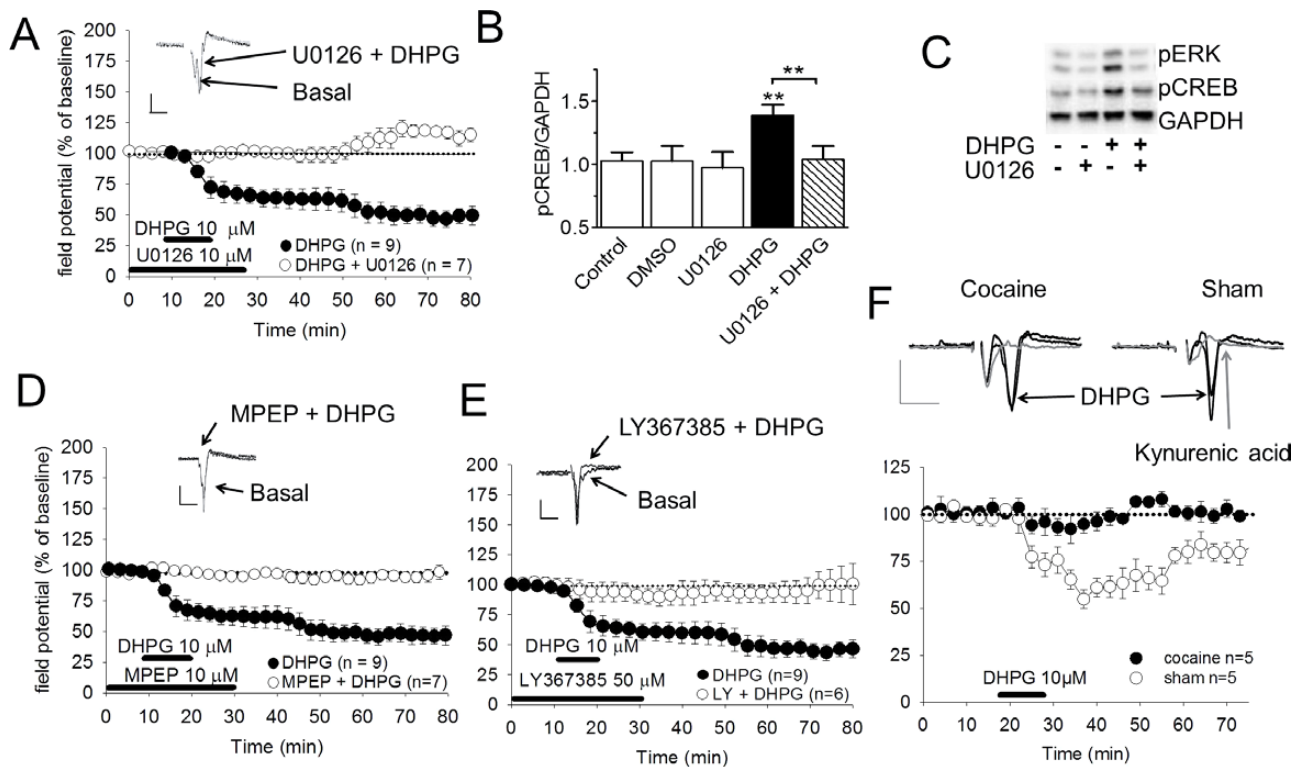 A
200
175
150
125
100
75
50
25
0
field potential (% of baseline)
U0126 + DHPG
Basal
DHPG 10 μM
U0126 10 μM
DHPG (n = 9)
DHPG + U0126 (n = 7)
0 10 20 30 40 50 60 70 80
Time (min)
B
pCREB/GAPDH
1.5
1.0
0.5
**
**
Control
DMSO
U0126
DHPG
U0126 + DHPG
C
pERK
pCREB
GAPDH
DHPG - - + +
U0126 - + - +
D
MPEP + DHPG
Basal
200
175
150
125
100
75
50
25
0
field potential (% of baseline)
DHPG 10 μM
MPEP 10 μM
DHPG (n = 9)
MPEP + DHPG (n=7)
0 10 20 30 40 50 60 70 80
Time (min)
E
LY367385 + DHPG
Basal
200
175
150
125
100
75
50
25
0
DHPG 10 μM
LY367385 50 μM
DHPG (n=9)
LY + DHPG (n=6)
0 10 20 30 40 50 60 70 80
Time (min)
F
Cocaine Sham
DHPG
Kynurenic acid
125
100
75
50
25
0
DHPG 10μM
cocaine n=5
sham n=5
0 10 20 30 40 50 60 70
Time (min)